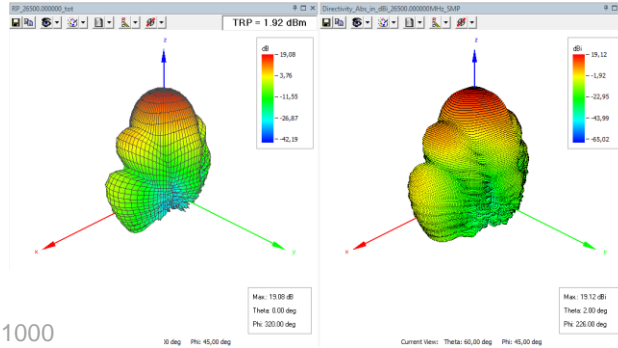 RP_26500.000000_tot
TRP = 1.92 dBm
dB
19,08
3,76
-11,55
-26,87
-42,19
z
x
y
Max: 19.08 dB
Theta: 0.00 deg
Phi: 320.00 deg
1000
Phi: 45,00 deg
Directivity_Abs_in_dBi_26500.000000MHz_SMP
dBi
19,12
-1,92
-22,95
-43,99
-65,02
z
x
y
Max: 19.12 dBi
Theta: 2.00 deg
Phi: 226.00 deg
Current View: Theta: 60,00 deg Phi: 45,00 deg